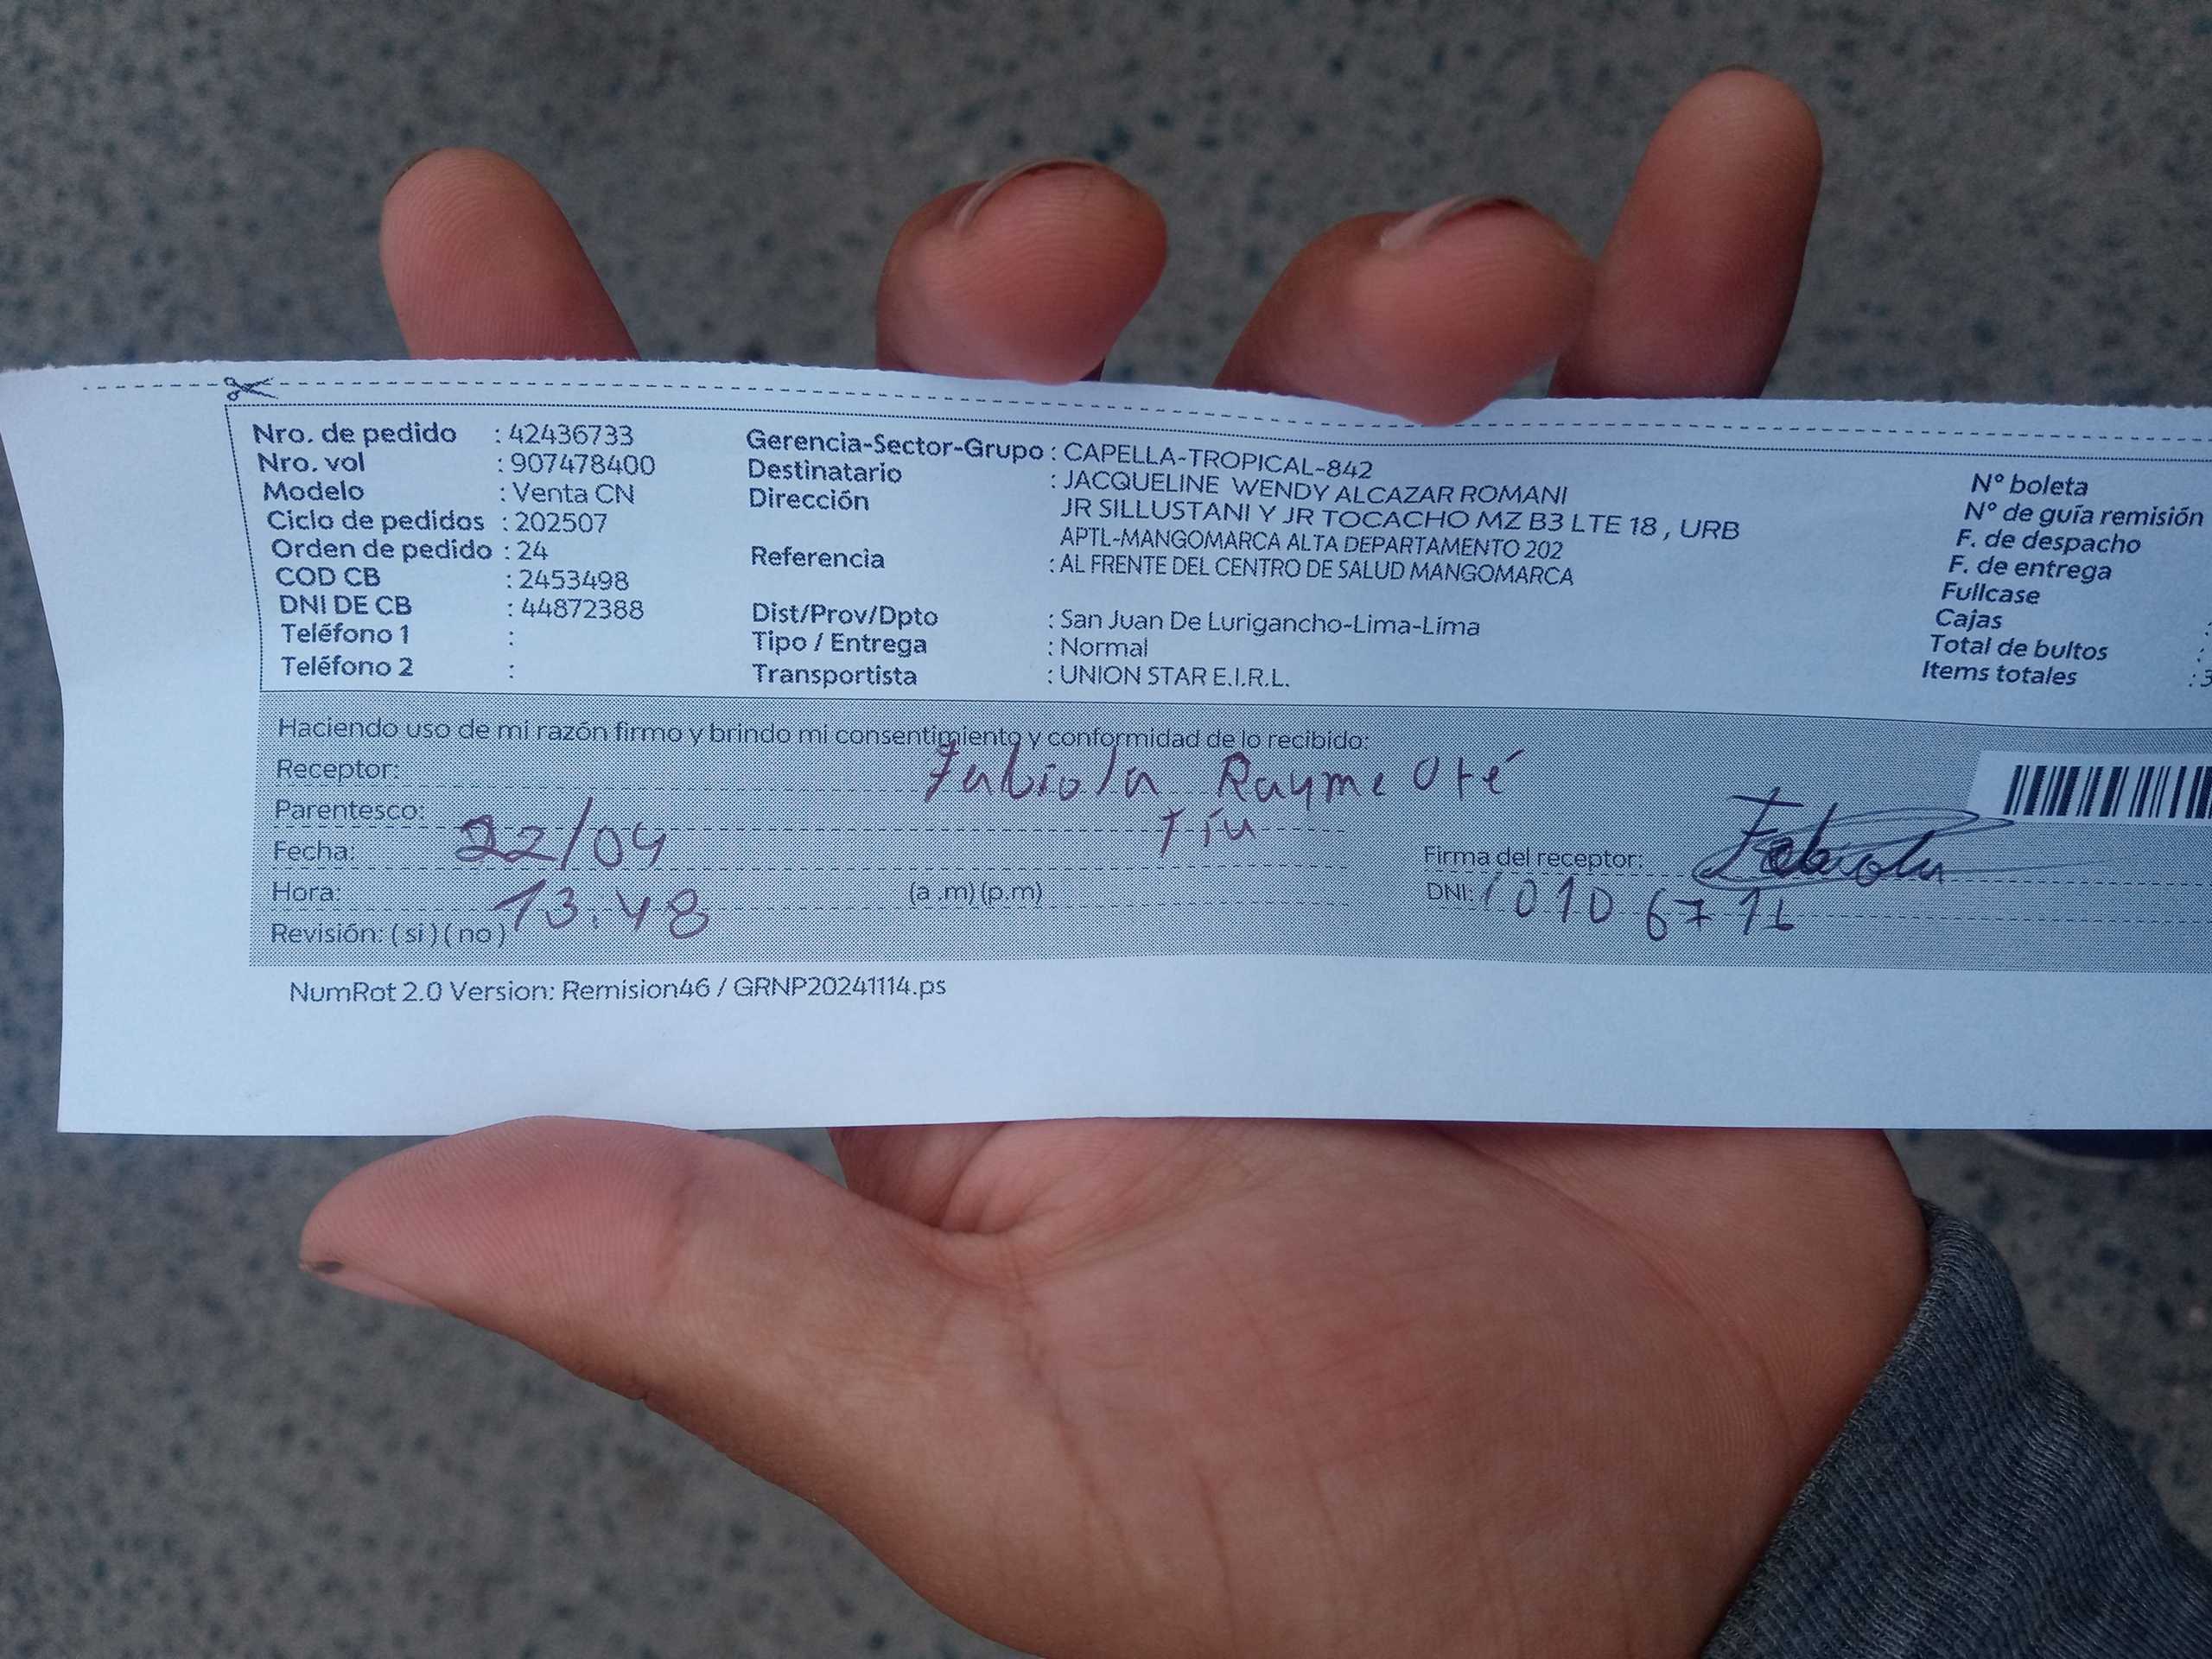 Nro. de pedido : 42436733
Nro. vol : 907478400
Modelo : Venta CN
Ciclo de pedidos : 202507
Orden de pedido : 24
COD CB : 2453498
DNI DE CB : 44872388
Teléfono 1 :
Teléfono 2 :
Gerencia-Sector-Grupo : CAPELLA-TROPICAL-842
Destinatario : JACQUELINE WENDY ALCAZAR ROMANI
Dirección JR SILLUSTANI Y JR TOCACHO MZ B3 LTE 18 , URB
APTL-MANGOMARCA ALTA DEPARTAMENTO 202
Referencia : AL FRENTE DEL CENTRO DE SALUD MANGOMARCA
Dist/Prov/Dpto : San Juan De Lurigancho-Lima-Lima
Tipo / Entrega : Normal
Transportista : UNION STAR E.I.R.L.
N° boleta
N° de guía remisión
F. de despacho
F. de entrega
Fullcase
Cajas :
Total de bultos :
Items totales : 3
Haciendo uso de mi razón firmo y brindo mi consentimiento y conformidad de lo recibido:
Receptor: Fabiola Rayme
Parentesco: Tía
Fecha: 22/04
Firma del receptor: Fabiola
Hora: 13:48 (a .m) (p.m)
DNI:
Revisión: ( si ) ( no )
NumRot 2.0 Version: Remision46 / GRNP20241114.ps